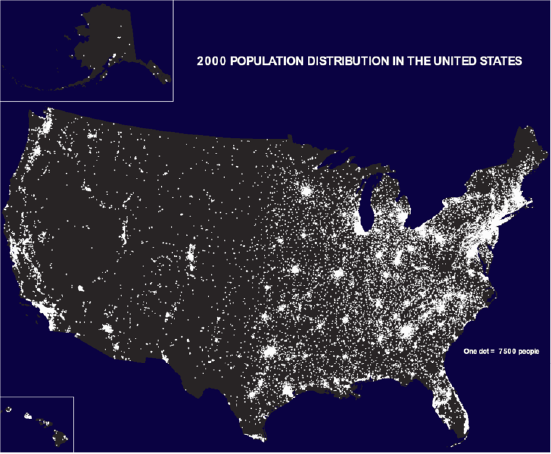 2000 POPULATION DISTRIBUTION IN THE UNITED STATES
One dot = 7500 people